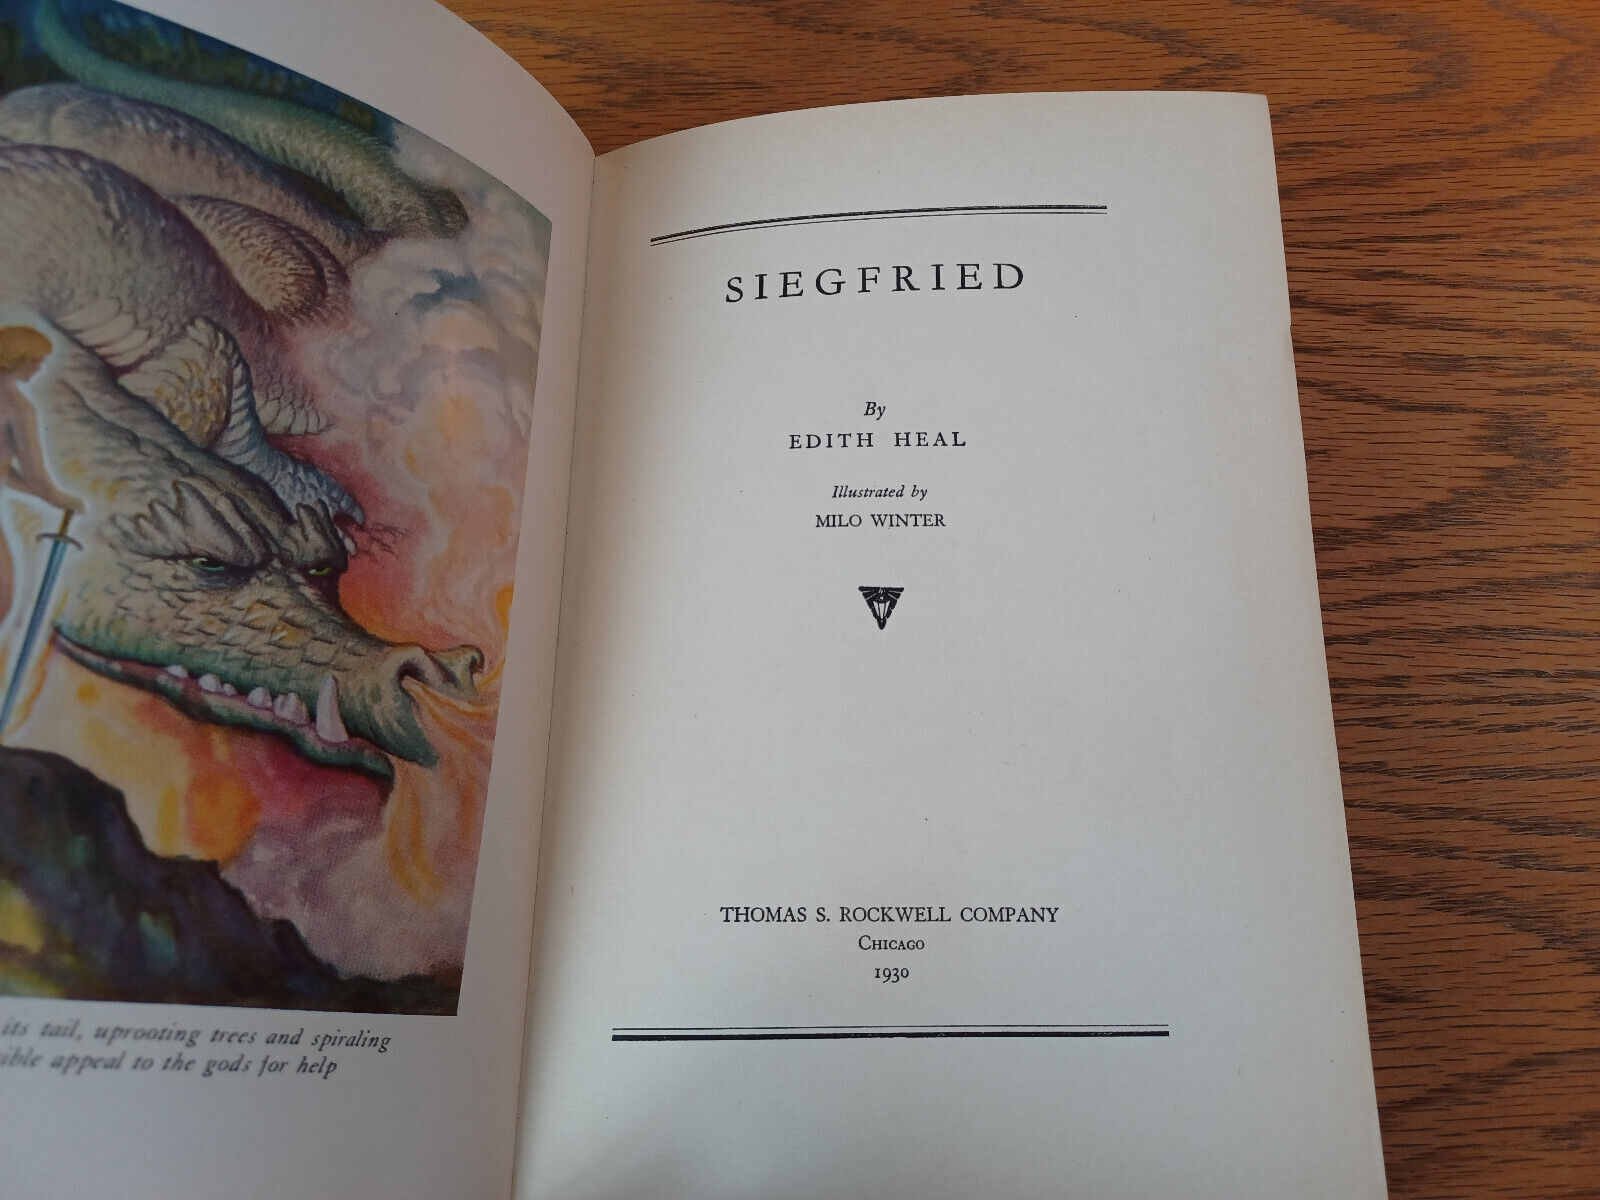 its tail, uprooting trees and spiraling
appeal to the gods for help
SIEGFRIED
By
EDITH HEAL
Illustrated by
MILO WINTER
THOMAS S. ROCKWELL COMPANY
CHICAGO
1930